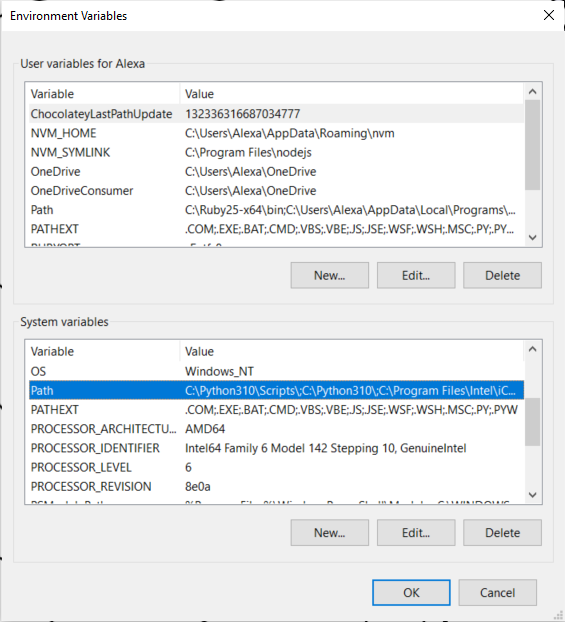 Environment Variables
User variables for Alexa
Variable Value
ChocolateyLastPathUpdate 132336316687034777
NVM_HOME C:\Users\Alexa\AppData\Roaming\nvm
NVM_SYMLINK C:\Program Files\nodejs
OneDrive C:\Users\Alexa\OneDrive
OneDriveConsumer C:\Users\Alexa\OneDrive
Path C:\Ruby25-x64\bin;C:\Users\Alexa\AppData\Local\Programs\...
PATHEXT .COM;.EXE;.BAT;.CMD;.VBS;.VBE;JS;JSE;.WSF;.WSH;.MSC;.PY;.PY...
New... Edit... Delete
System variables
Variable Value
OS Windows_NT
Path C:\Python310\Scripts\;C:\Python310\;C:\Program Files\Intel\iC...
PATHEXT .COM;.EXE;.BAT;.CMD;.VBS;.VBE;JS;JSE;.WSF;.WSH;.MSC;.PY;.PYW
PROCESSOR_ARCHITECTU... AMD64
PROCESSOR_IDENTIFIER Intel64 Family 6 Model 142 Stepping 10, GenuineIntel
PROCESSOR_LEVEL 6
PROCESSOR_REVISION 8e0a
New... Edit... Delete
OK Cancel